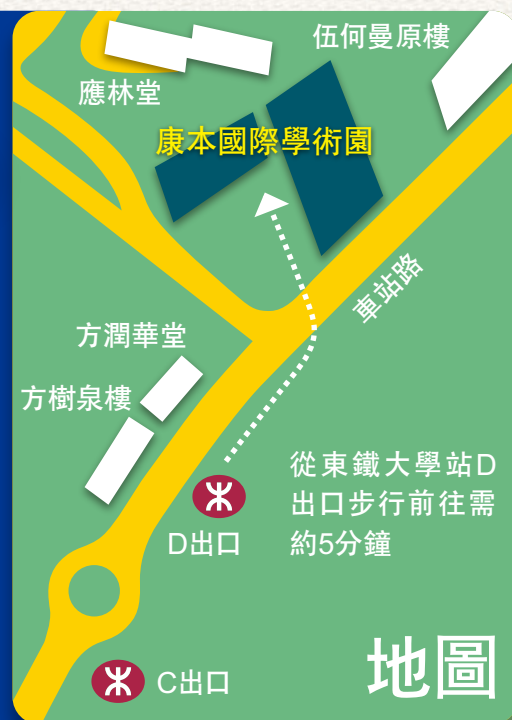 伍何曼原樓
應林堂
康本國際學術園
車站路
方潤華堂
方樹泉樓
從東鐵大學站D
出口步行前往需
約5分鐘
D出口
C出口
地圖